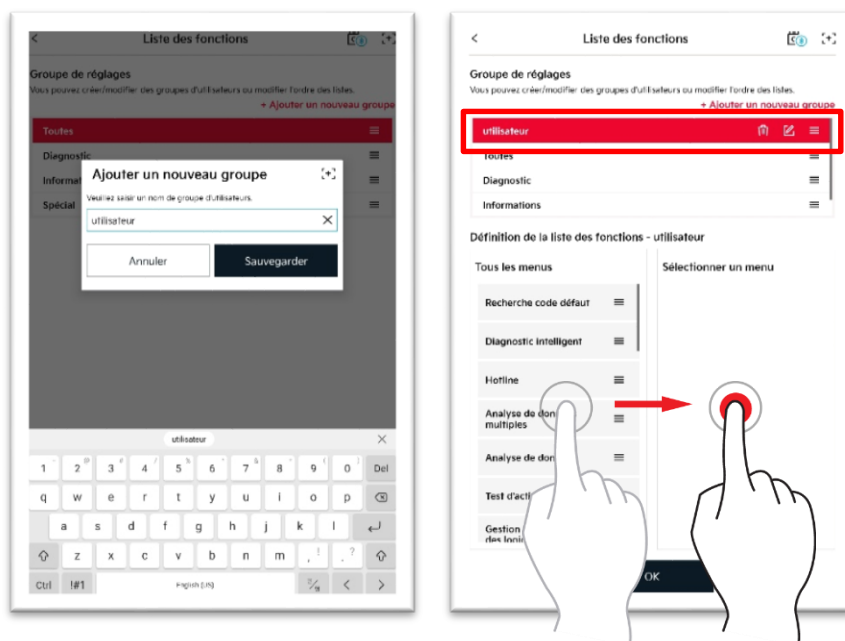 Liste des fonctions
Groupe de réglages
Vous pouvez créer/modifier des groupes d'utilisateurs ou modifier l'ordre des listes.
+ Ajouter un nouveau groupe
Toutes
Diagnostic
Informat
Spécial
Ajouter un nouveau groupe
Veuillez saisir un nom de groupe d'utilisateurs.
utilisateur
Annuler
Sauvegarder
utilisateur
1 2 3 4 5 6 7 8 9 0 Del
q w e r t y u i o p
a s d f g h j k l
z x c v b n m , ! . ?
Ctrl !#1 English (US)
Liste des fonctions
Groupe de réglages
Vous pouvez créer/modifier des groupes d'utilisateurs ou modifier l'ordre des listes.
+ Ajouter un nouveau groupe
utilisateur
Toutes
Diagnostic
Informations
Définition de la liste des fonctions - utilisateur
Tous les menus
Sélectionner un menu
Recherche code défaut
Diagnostic intelligent
Hotline
Analyse de don
multiples
Analyse de don
Test d'acti
Gestion
des logic
OK